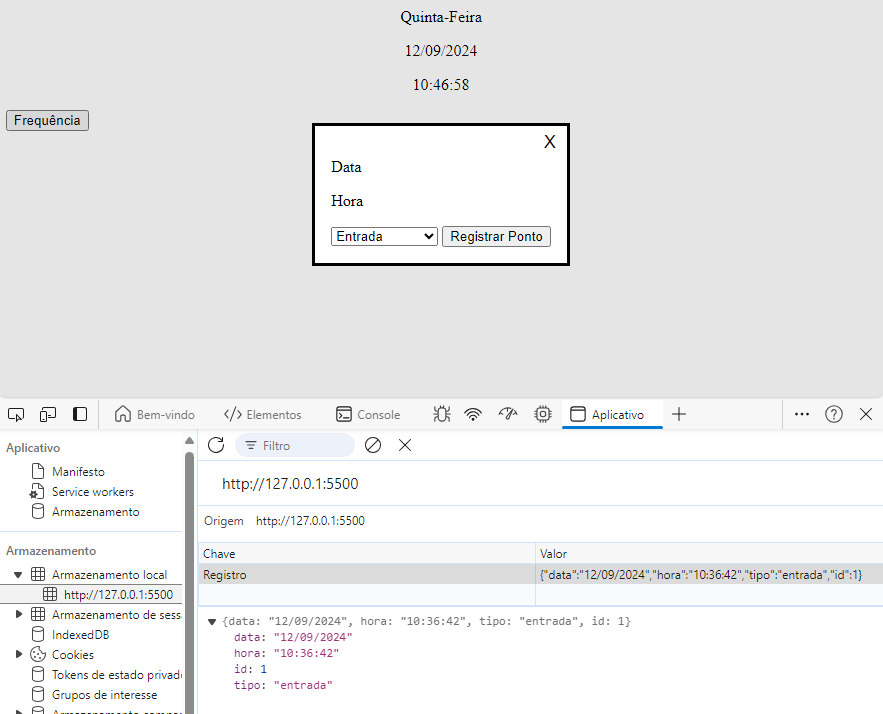 Quinta-Feira
12/09/2024
10:46:58
Frequência
X
Data
Hora
Entrada Registrar Ponto
Bem-vindo Elementos Console Aplicativo
Aplicativo
Manifesto
Service workers
Armazenamento
Armazenamento
Armazenamento local
http://127.0.0.1:5500
Armazenamento de sess
IndexedDB
Cookies
Tokens de estado privad
Grupos de interesse
Filtro
http://127.0.0.1:5500
Origem http://127.0.0.1:5500
Chave Valor
Registro {"data":"12/09/2024","hora":"10:36:42","tipo":"entrada","id":1}
{data: "12/09/2024", hora: "10:36:42", tipo: "entrada", id: 1}
data: "12/09/2024"
hora: "10:36:42"
id: 1
tipo: "entrada"